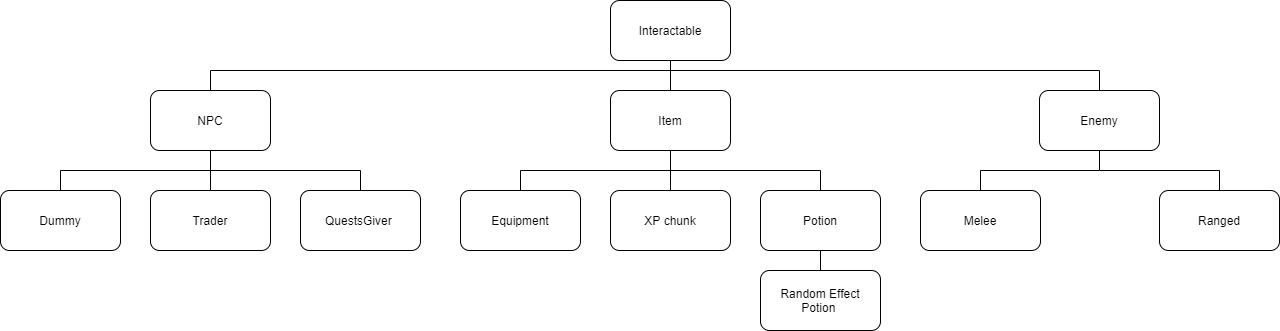 Interactable
NPC
Item
Enemy
Dummy
Trader
QuestsGiver
Equipment
XP chunk
Potion
Melee
Ranged
Random Effect
Potion